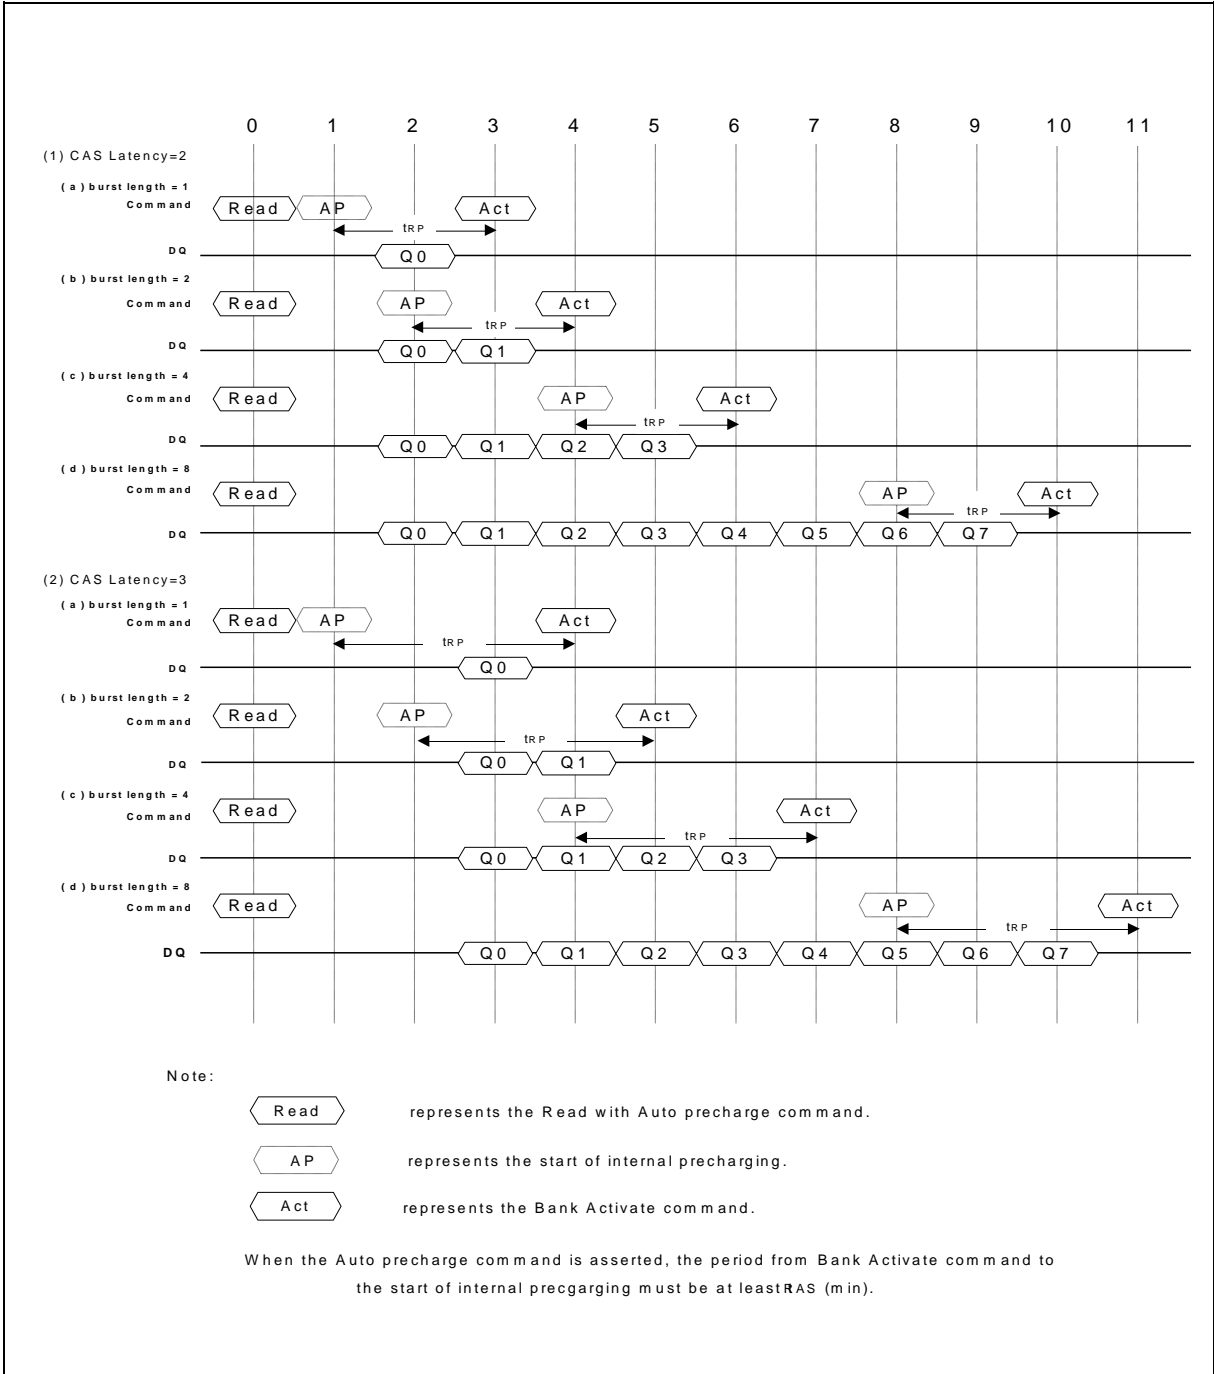 0 1 2 3 4 5 6 7 8 9 10 11
(1) CAS Latency=2
(a) burst length = 1
Command Read AP Act
tRP
DQ Q0
(b) burst length = 2
Command Read AP Act
tRP
DQ Q0 Q1
(c) burst length = 4
Command Read AP Act
tRP
DQ Q0 Q1 Q2 Q3
(d) burst length = 8
Command Read AP Act
tRP
DQ Q0 Q1 Q2 Q3 Q4 Q5 Q6 Q7
(2) CAS Latency=3
(a) burst length = 1
Command Read AP Act
tRP
DQ Q0
(b) burst length = 2
Command Read AP Act
tRP
DQ Q0 Q1
(c) burst length = 4
Command Read AP Act
tRP
DQ Q0 Q1 Q2 Q3
(d) burst length = 8
Command Read AP Act
tRP
DQ Q0 Q1 Q2 Q3 Q4 Q5 Q6 Q7
Note:
Read represents the Read with Auto precharge command.
AP represents the start of internal precharging.
Act represents the Bank Activate command.
When the Auto precharge command is asserted, the period from Bank Activate command to
the start of internal precgarging must be at least tRAS (min).